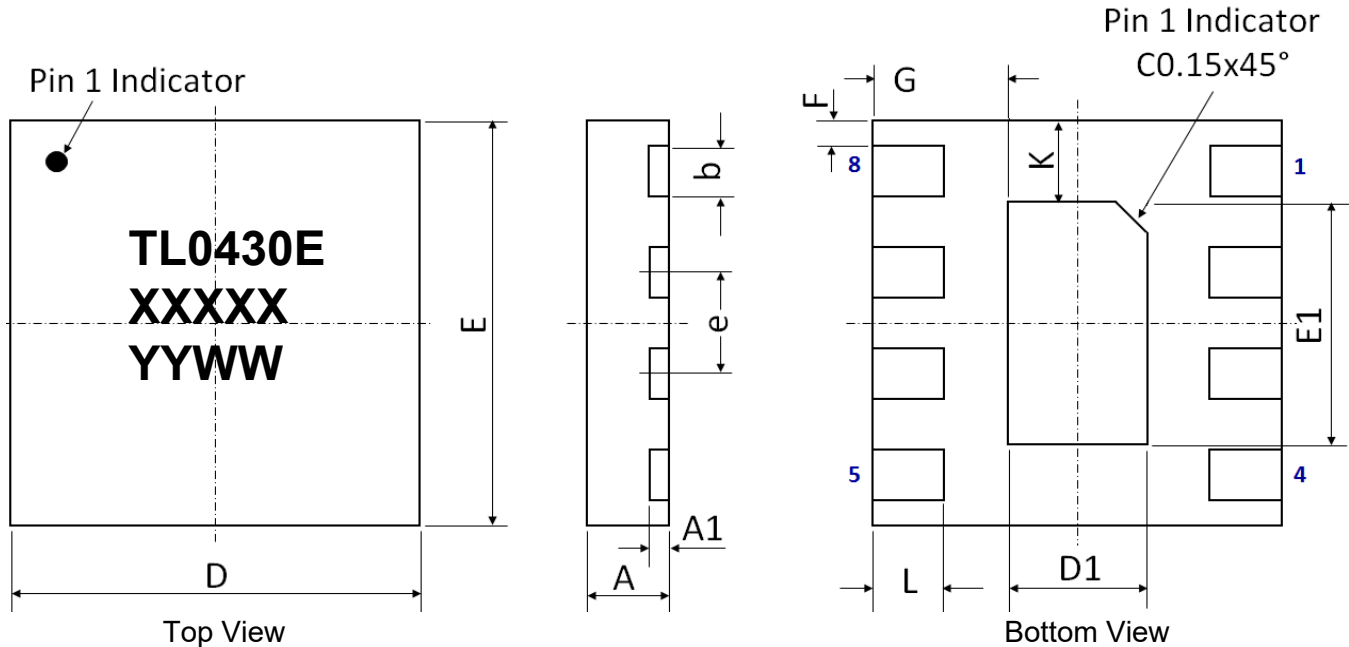 Pin 1 Indicator
TL0430E
XXXXX
YYWW
E
D
Top View
b
e
A1
A
Pin 1 Indicator
C0.15x45°
G
F
K
8
1
E1
5
4
L
D1
Bottom View